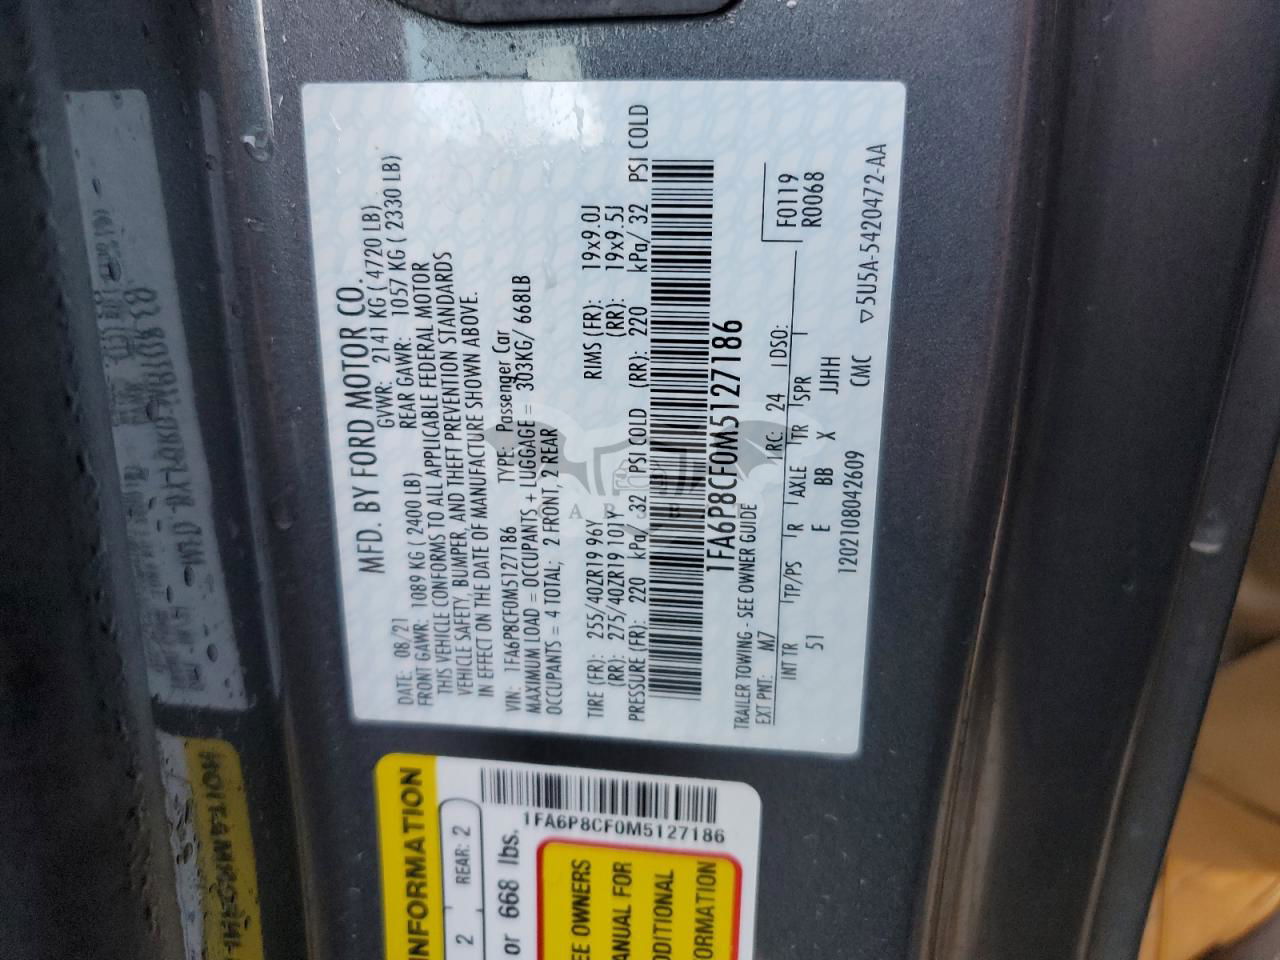 MFD. BY FORD MOTOR CO.
DATE: 08/21 GVWR: 2141 KG ( 4720 LB)
FRONT GAWR: 1089 KG ( 2400 LB) REAR GAWR: 1057 KG ( 2330 LB)
THIS VEHICLE CONFORMS TO ALL APPLICABLE FEDERAL MOTOR
VEHICLE SAFETY, BUMPER, AND THEFT PREVENTION STANDARDS
IN EFFECT ON THE DATE OF MANUFACTURE SHOWN ABOVE.
VIN: 1FA6P8CF0M5127186 TYPE: Passenger Car
MAXIMUM LOAD = OCCUPANTS + LUGGAGE = 303KG/ 668LB
OCCUPANTS = 4 TOTAL; 2 FRONT, 2 REAR
TIRE (FR): 255/40ZR19 96Y RIMS (FR): 19x9.0J
(RR): 275/40ZR19 101Y (RR): 19x9.5J
PRESSURE (FR): 220 kPa/ 32 PSI COLD (RR): 220 kPa/ 32 PSI COLD
1FA6P8CF0M5127186
TRAILER TOWING - SEE OWNER GUIDE
EXT PNT: M7 RC: 24 DSO: F0119
R0068
INT TR TP/PS R AXLE TR SPR
51 E BB X JJHH
1202108042609 CMC ▽5U5A-5420472-AA
INFORMATION
2 REAR: 2
or 668 lbs.
1FA6P8CF0M5127186
EE OWNERS
ANUAL FOR
DDITIONAL
ORMATION